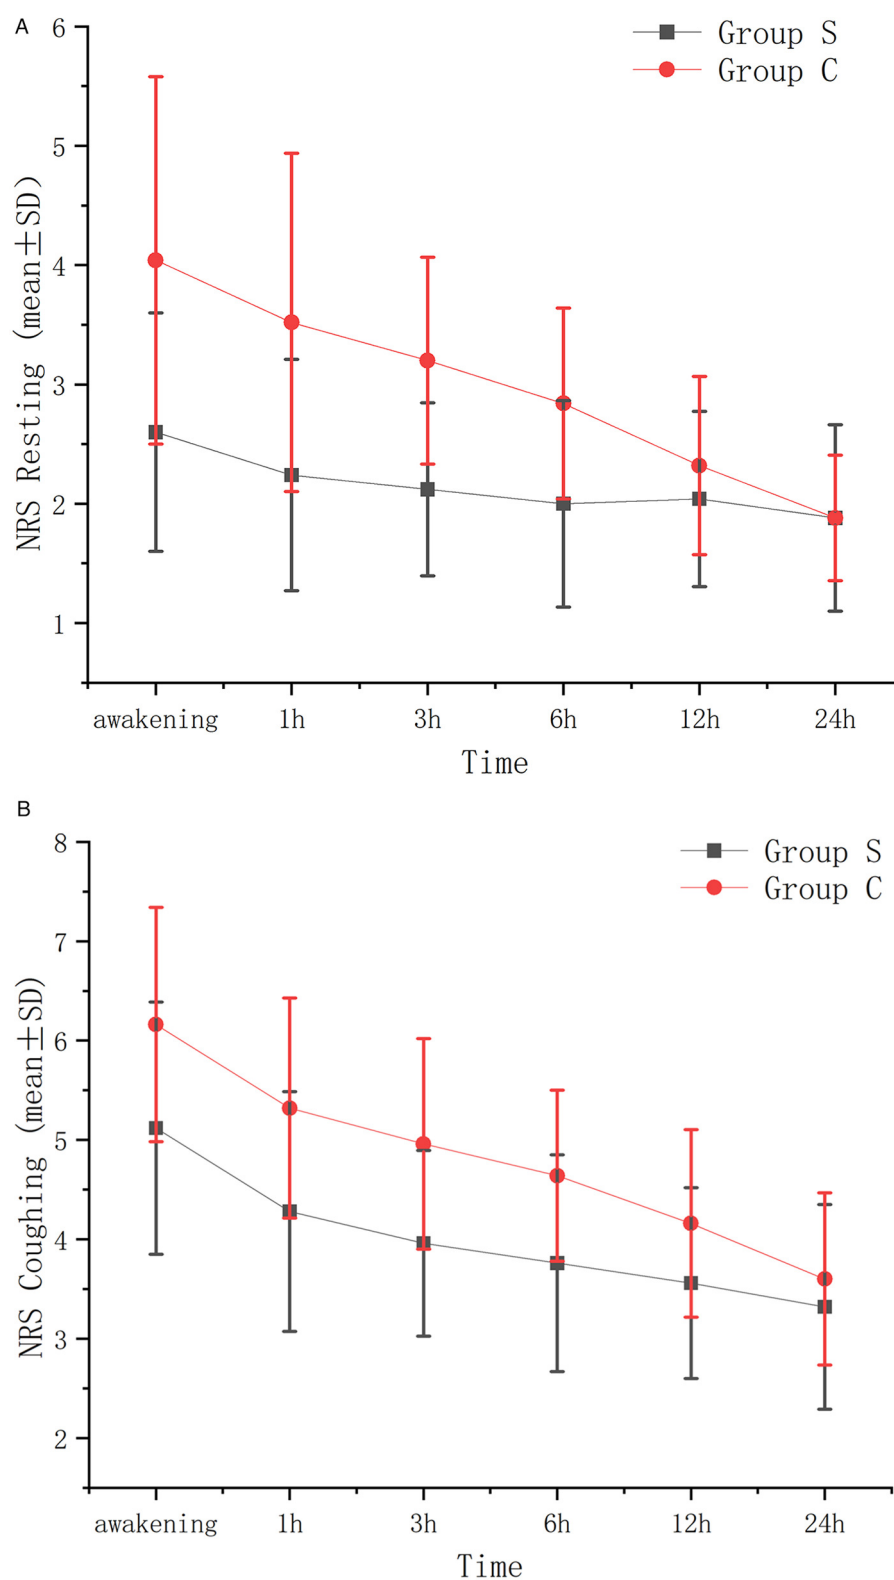 A
Group S
Group C
6
5
4
3
2
1
NRS Resting (mean±SD)
awakening 1h 3h 6h 12h 24h
Time
B
Group S
Group C
8
7
6
5
4
3
2
NRS Coughing (mean±SD)
awakening 1h 3h 6h 12h 24h
Time